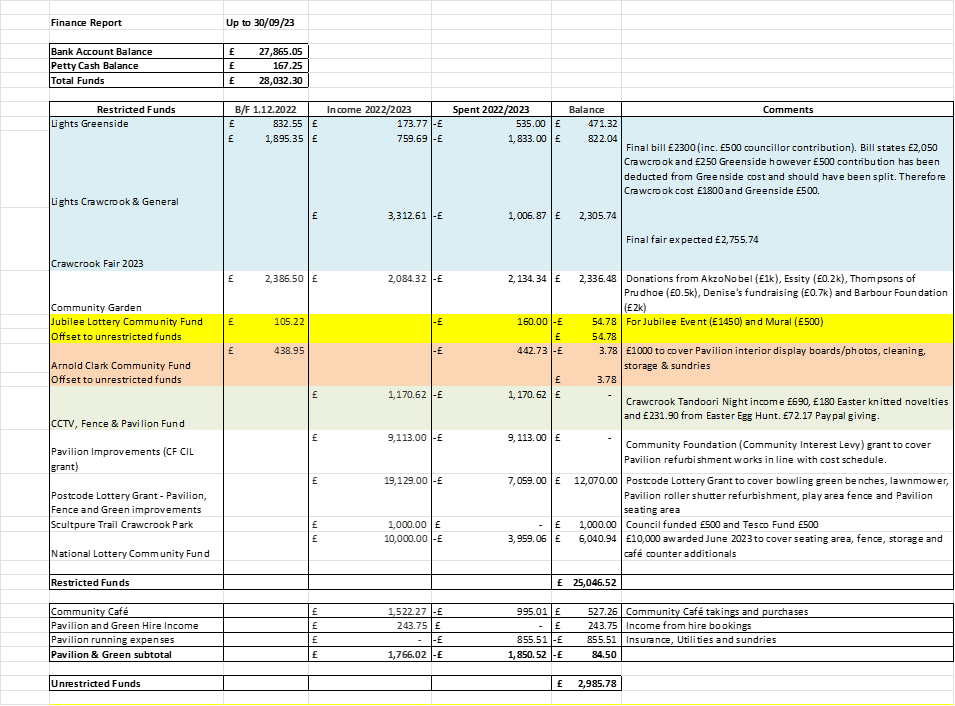 Finance Report Up to 30/09/23
Bank Account Balance £ 27,865.05
Petty Cash Balance £ 167.25
Total Funds £ 28,032.30
Restricted Funds B/F 1.12.2022 Income 2022/2023 Spent 2022/2023 Balance Comments
Lights Greenside £ 832.55 £ 173.77 -£ 535.00 £ 471.32
£ 1,895.35 £ 759.69 -£ 1,833.00 £ 822.04
Final bill £2300 (inc. £500 councillor contribution). Bill states £2,050
Crawcrook and £250 Greenside however £500 contribution has been
deducted from Greenside cost and should have been split. Therefore
Crawcrook cost £1800 and Greenside £500.
Lights Crawcrook & General
£ 3,312.61 -£ 1,006.87 £ 2,305.74
Final fair expected £2,755.74
Crawcrook Fair 2023
£ 2,386.50 £ 2,084.32 -£ 2,134.34 £ 2,336.48 Donations from AkzoNobel (£1k), Essity (£0.2k), Thompsons of
Prudhoe (£0.5k), Denise's fundraising (£0.7k) and Barbour Foundation
Community Garden (£2k)
Jubilee Lottery Community Fund £ 105.22 -£ 160.00 -£ 54.78 For Jubilee Event (£1450) and Mural (£500)
Offset to unrestricted funds £ 54.78
£ 438.95 -£ 442.73 -£ 3.78 £1000 to cover Pavilion interior display boards/photos, cleaning,
Arnold Clark Community Fund storage & sundries
Offset to unrestricted funds £ 3.78
£ 1,170.62 -£ 1,170.62 £ -
Crawcrook Tandoori Night income £690, £180 Easter knitted novelties
and £231.90 from Easter Egg Hunt. £72.17 Paypal giving.
CCTV, Fence & Pavilion Fund
£ 9,113.00 -£ 9,113.00 £ -
Community Foundation (Community Interest Levy) grant to cover
Pavilion Improvements (CF CIL Pavilion refurbishment works in line with cost schedule.
grant)
£ 19,129.00 -£ 7,059.00 £ 12,070.00 Postcode Lottery Grant to cover bowling green benches, lawnmower,
Postcode Lottery Grant - Pavilion, Pavilion roller shutter refurbishment, play area fence and Pavilion
Fence and Green improvements seating area
Scultpure Trail Crawcrook Park £ 1,000.00 £ - £ 1,000.00 Council funded £500 and Tesco Fund £500
£ 10,000.00 -£ 3,959.06 £ 6,040.94 £10,000 awarded June 2023 to cover seating area, fence, storage and
National Lottery Community Fund café counter additionals
Restricted Funds £ 25,046.52
Community Café £ 1,522.27 -£ 995.01 £ 527.26 Community Café takings and purchases
Pavilion and Green Hire Income £ 243.75 £ - £ 243.75 Income from hire bookings
Pavilion running expenses £ - -£ 855.51 -£ 855.51 Insurance, Utilities and sundries
Pavilion & Green subtotal £ 1,766.02 -£ 1,850.52 -£ 84.50
Unrestricted Funds £ 2,985.78